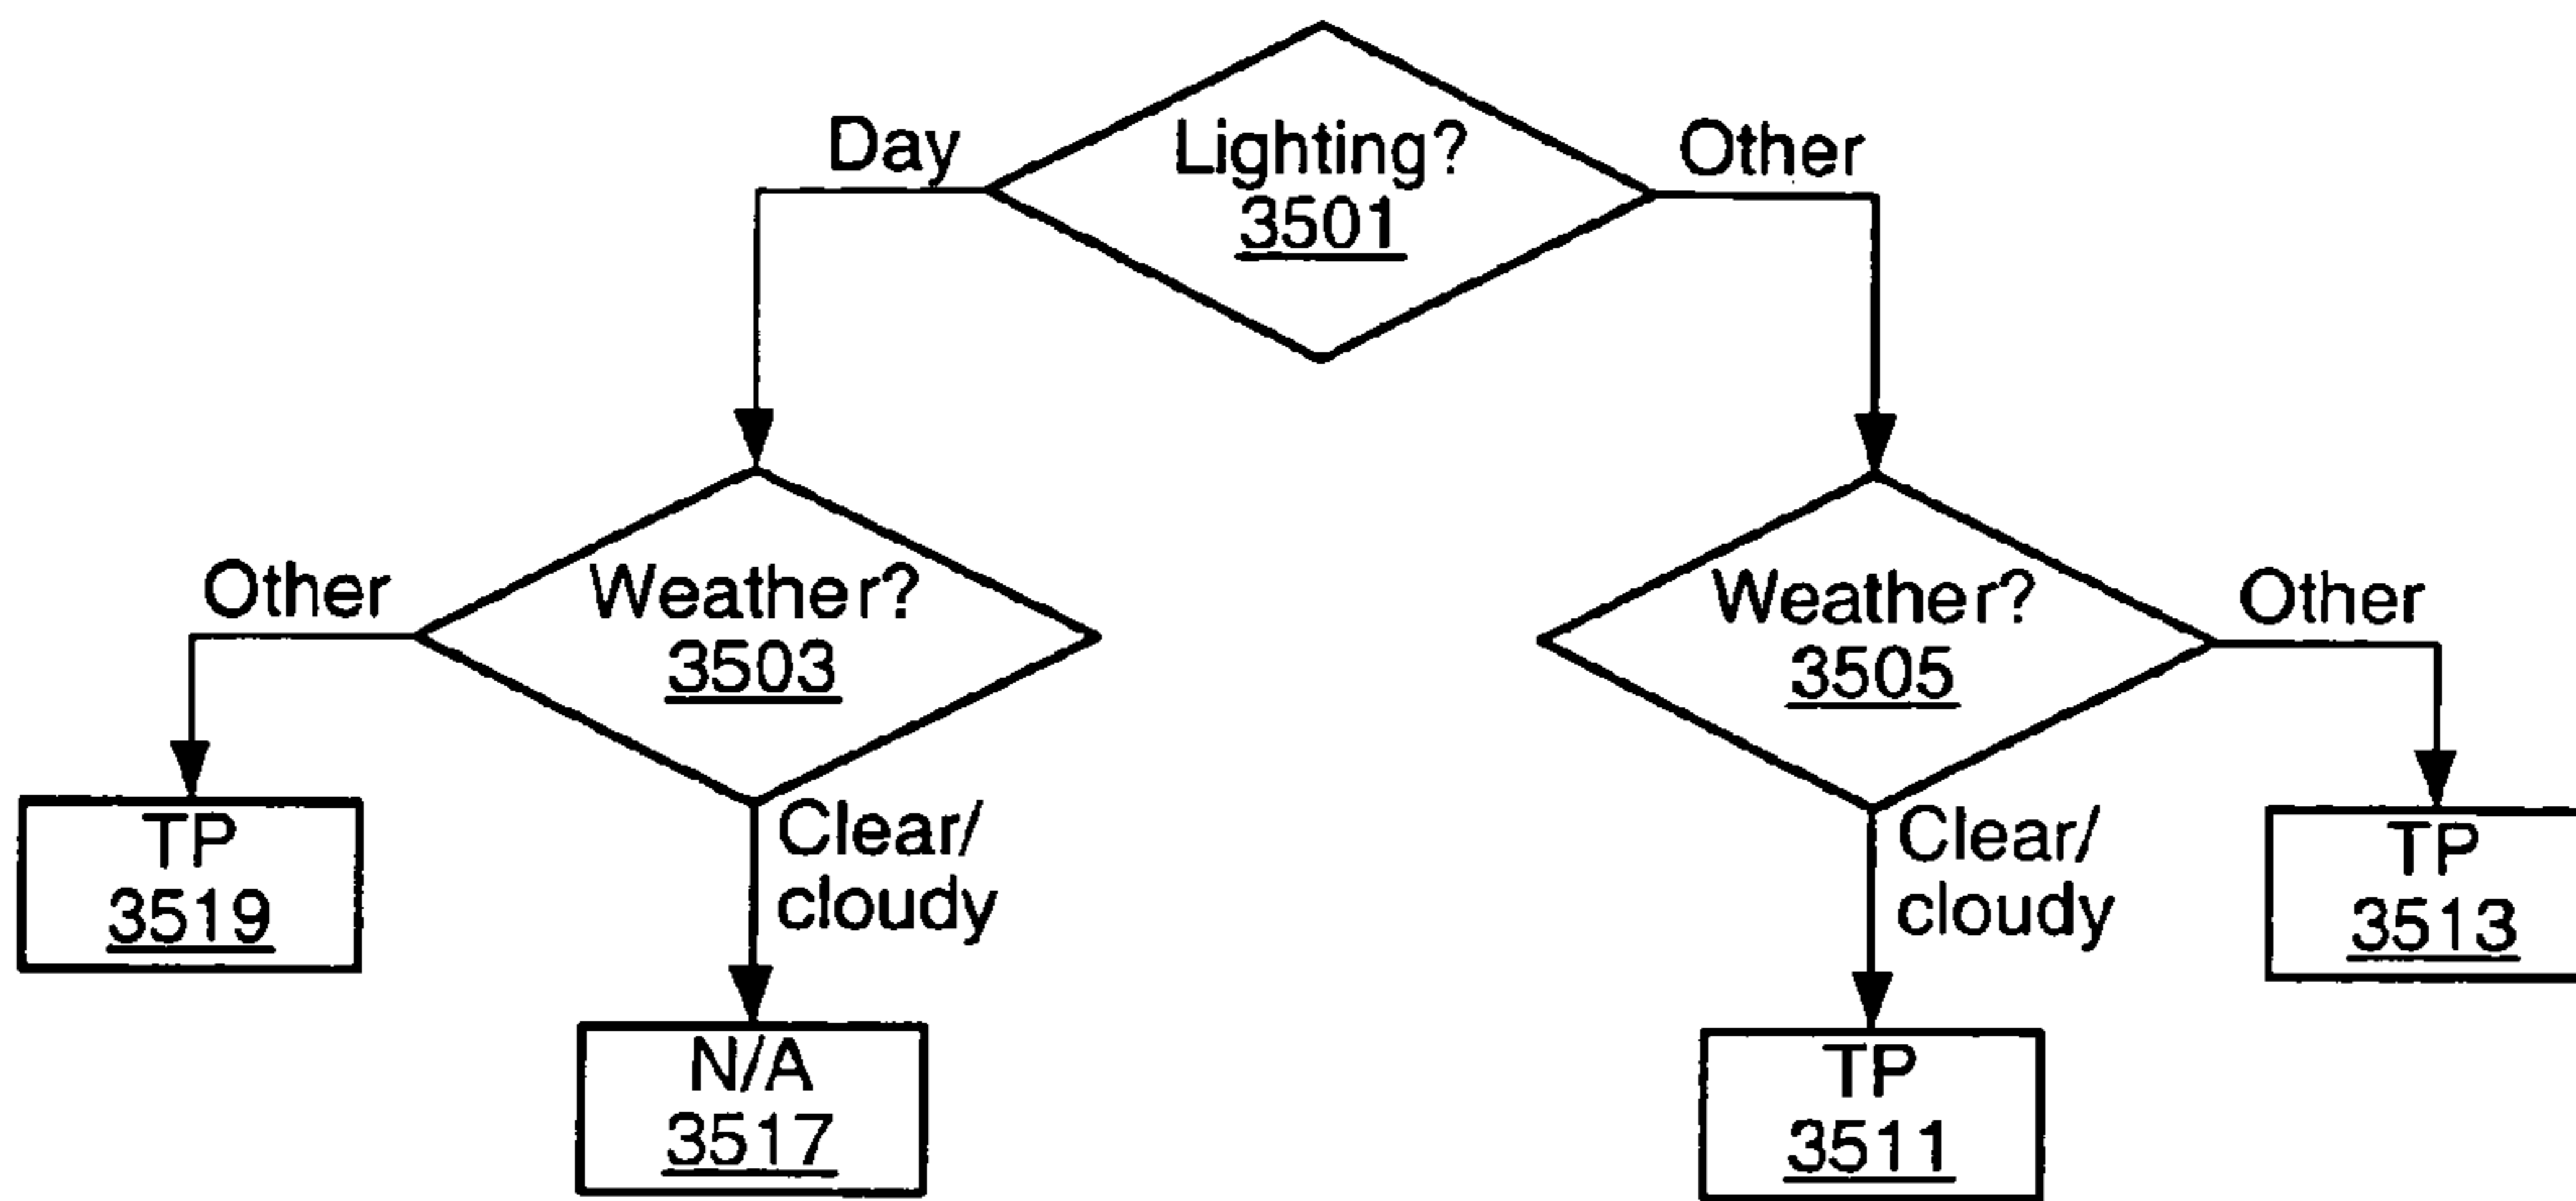 Day
Lighting?
3501
Other
Other
Weather?
3503
Clear/
cloudy
Weather?
3505
Other
Clear/
cloudy
TP
3519
N/A
3517
TP
3511
TP
3513